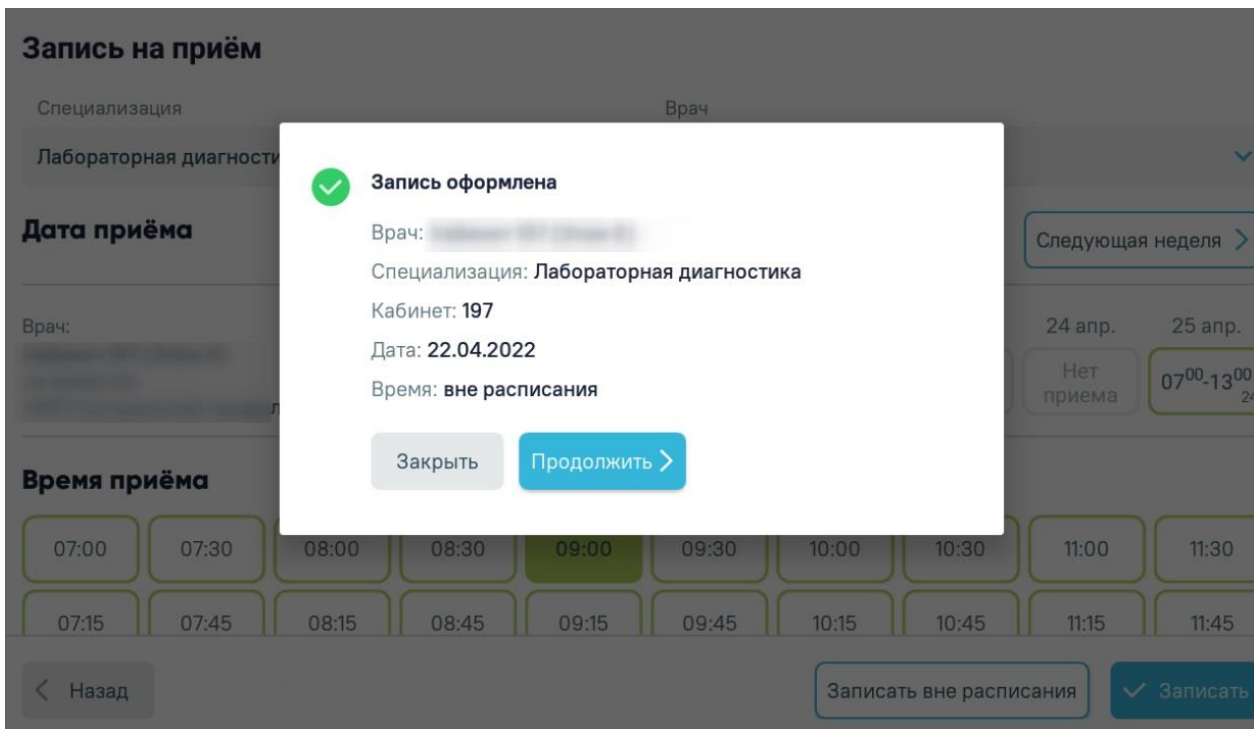 Запись на приём
Специализация Врач
Лабораторная диагности
Запись оформлена
Врач:
Специализация: Лабораторная диагностика
Кабинет: 197
Дата: 22.04.2022
Время: вне расписания
Закрыть Продолжить
Дата приёма
Следующая неделя
Врач:
24 апр. 25 апр.
Нет приема
07⁰⁰-13⁰⁰
Время приёма
07:00 07:30 08:00 08:30 09:00 09:30 10:00 10:30 11:00 11:30
07:15 07:45 08:15 08:45 09:15 09:45 10:15 10:45 11:15 11:45
Назад Записать вне расписания Записать